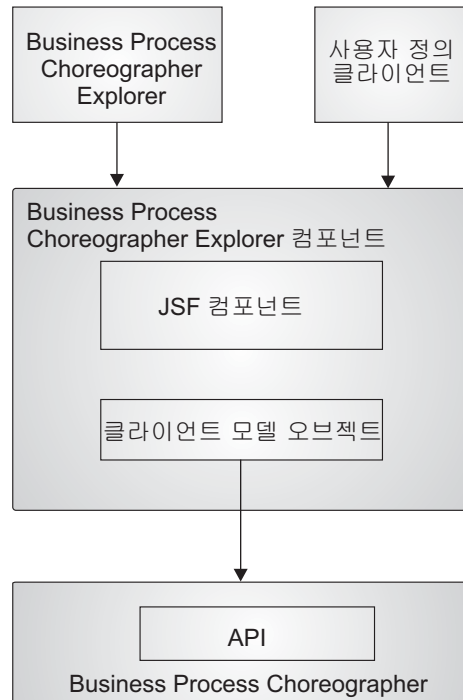 Business Process
Choreographer
Explorer
사용자 정의
클라이언트
Business Process
Choreographer Explorer 컴포넌트
JSF 컴포넌트
클라이언트 모델 오브젝트
API
Business Process Choreographer